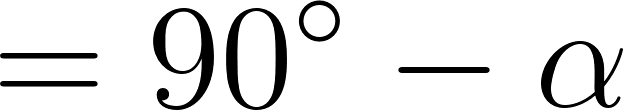 = 90° − α